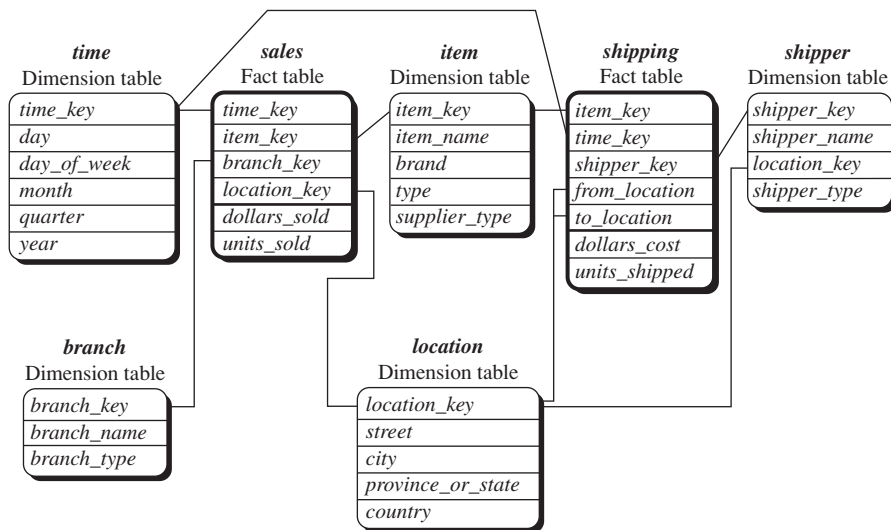 time
Dimension table
time_key
day
day_of_week
month
quarter
year
sales
Fact table
time_key
item_key
branch_key
location_key
dollars_sold
units_sold
item
Dimension table
item_key
item_name
brand
type
supplier_type
shipping
Fact table
item_key
time_key
shipper_key
from_location
to_location
dollars_cost
units_shipped
shipper
Dimension table
shipper_key
shipper_name
location_key
shipper_type
branch
Dimension table
branch_key
branch_name
branch_type
location
Dimension table
location_key
street
city
province_or_state
country